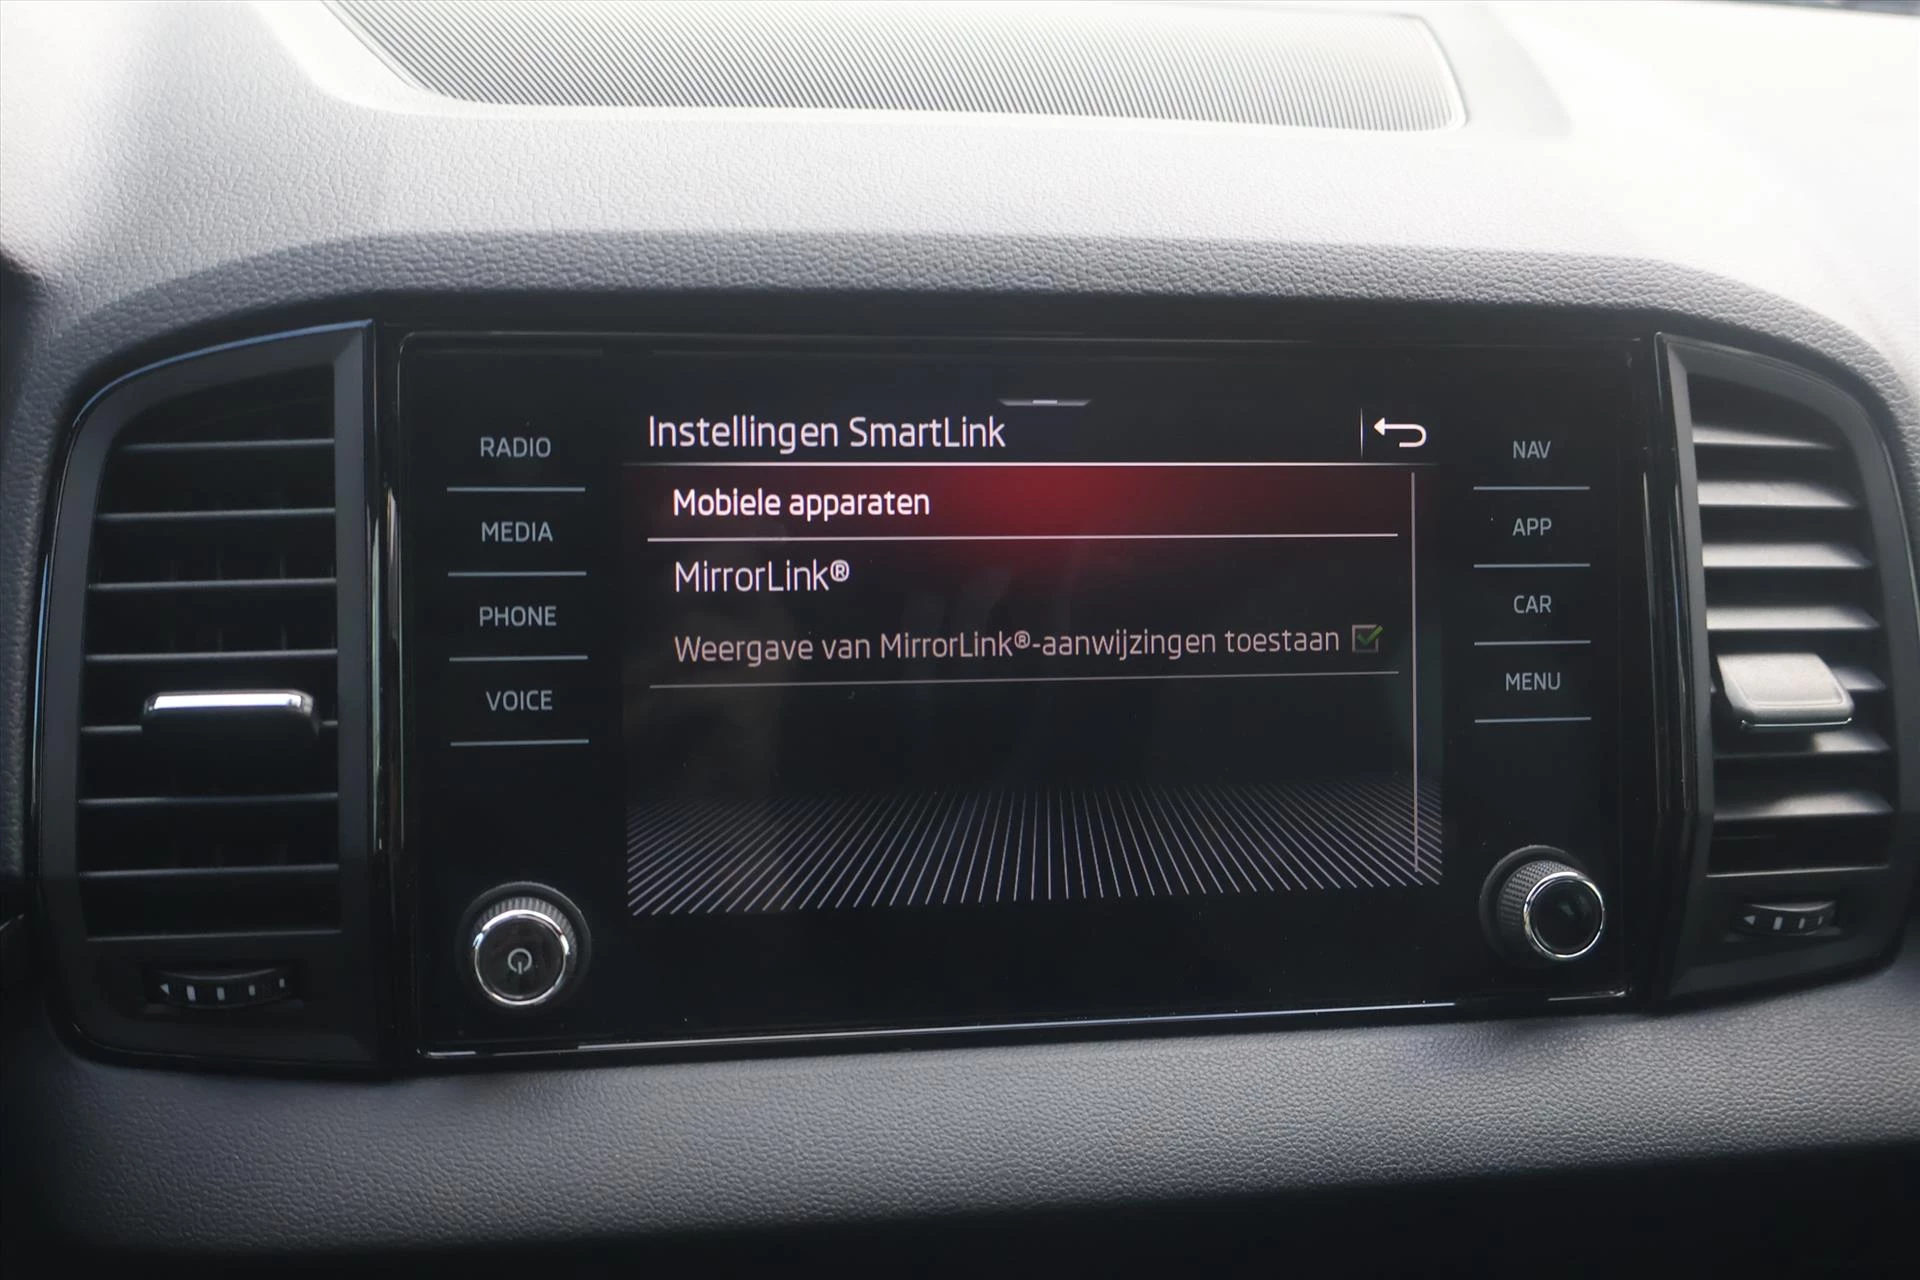 RADIO
MEDIA
PHONE
VOICE
Instellingen SmartLink
Mobiele apparaten
MirrorLink®
Weergave van MirrorLink®-aanwijzingen toestaan
NAV
APP
CAR
MENU